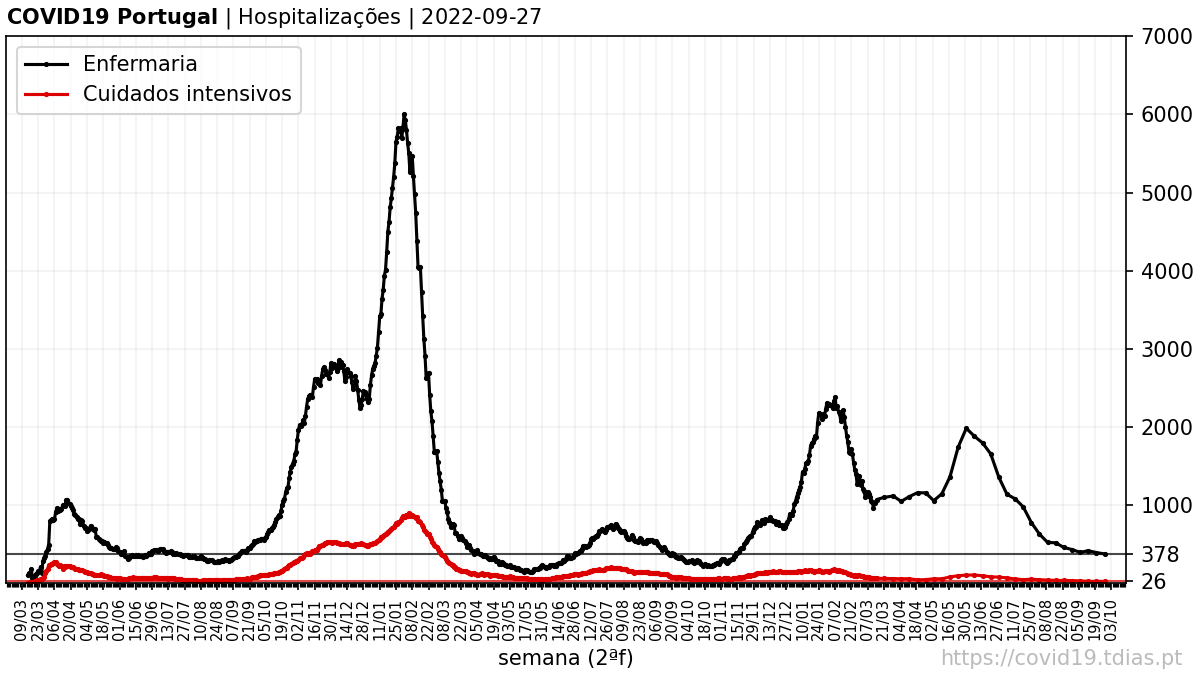 COVID19 Portugal | Hospitalizações | 2022-09-27
Enfermaria
Cuidados intensivos
7000
6000
5000
4000
3000
2000
1000
378
26
09/03 23/03 06/04 20/04 04/05 18/05 01/06 15/06 29/06 13/07 27/07 10/08 24/08 07/09 21/09 05/10 19/10 02/11 16/11 30/11 14/12 28/12 11/01 25/01 08/02 22/02 08/03 22/03 05/04 19/04 03/05 17/05 31/05 14/06 28/06 12/07 26/07 09/08 23/08 06/09 20/09 04/10 18/10 01/11 15/11 29/11 13/12 27/12 10/01 24/01 07/02 21/02 07/03 21/03 04/04 18/04 02/05 16/05 30/05 13/06 27/06 11/07 25/07 08/08 22/08 05/09 19/09 03/10
semana (2ªf)
https://covid19.tdias.pt